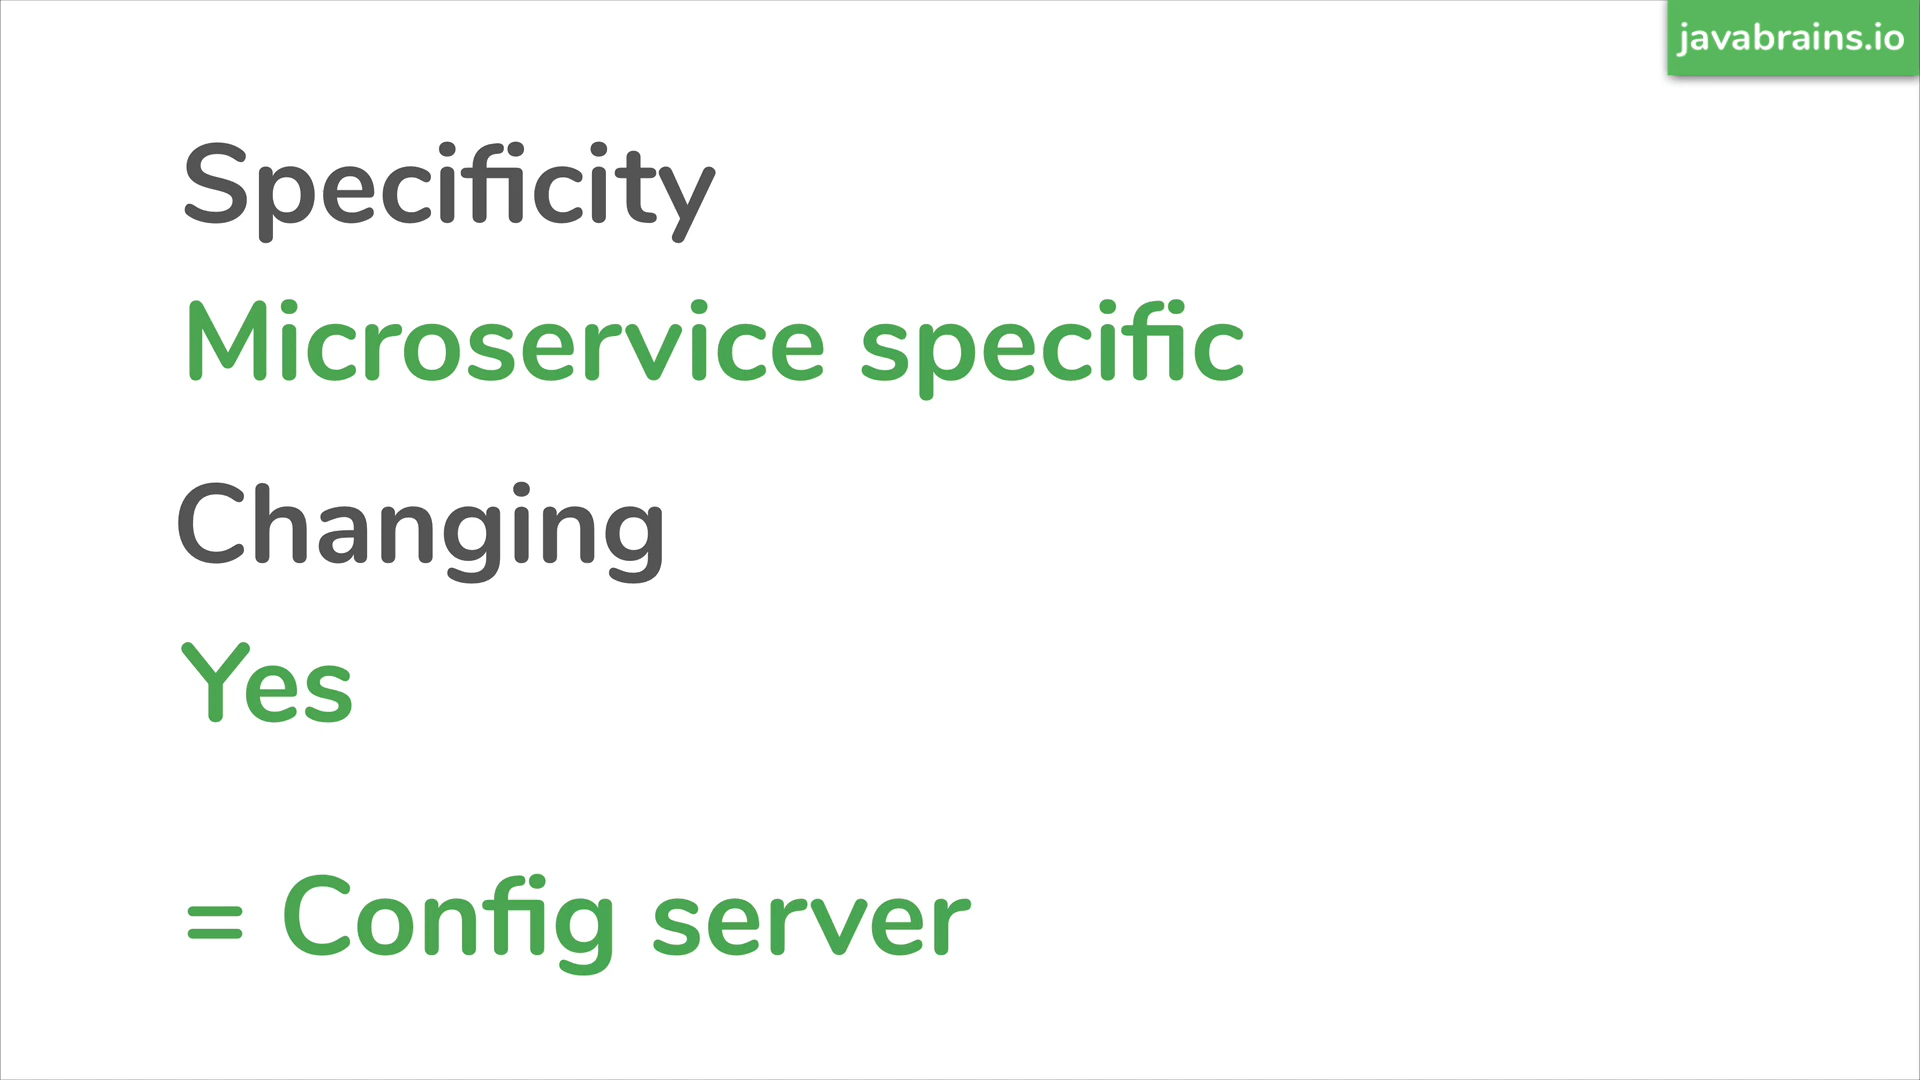 javabrains.io
Specificity
Microservice specific
Changing
Yes
= Config server